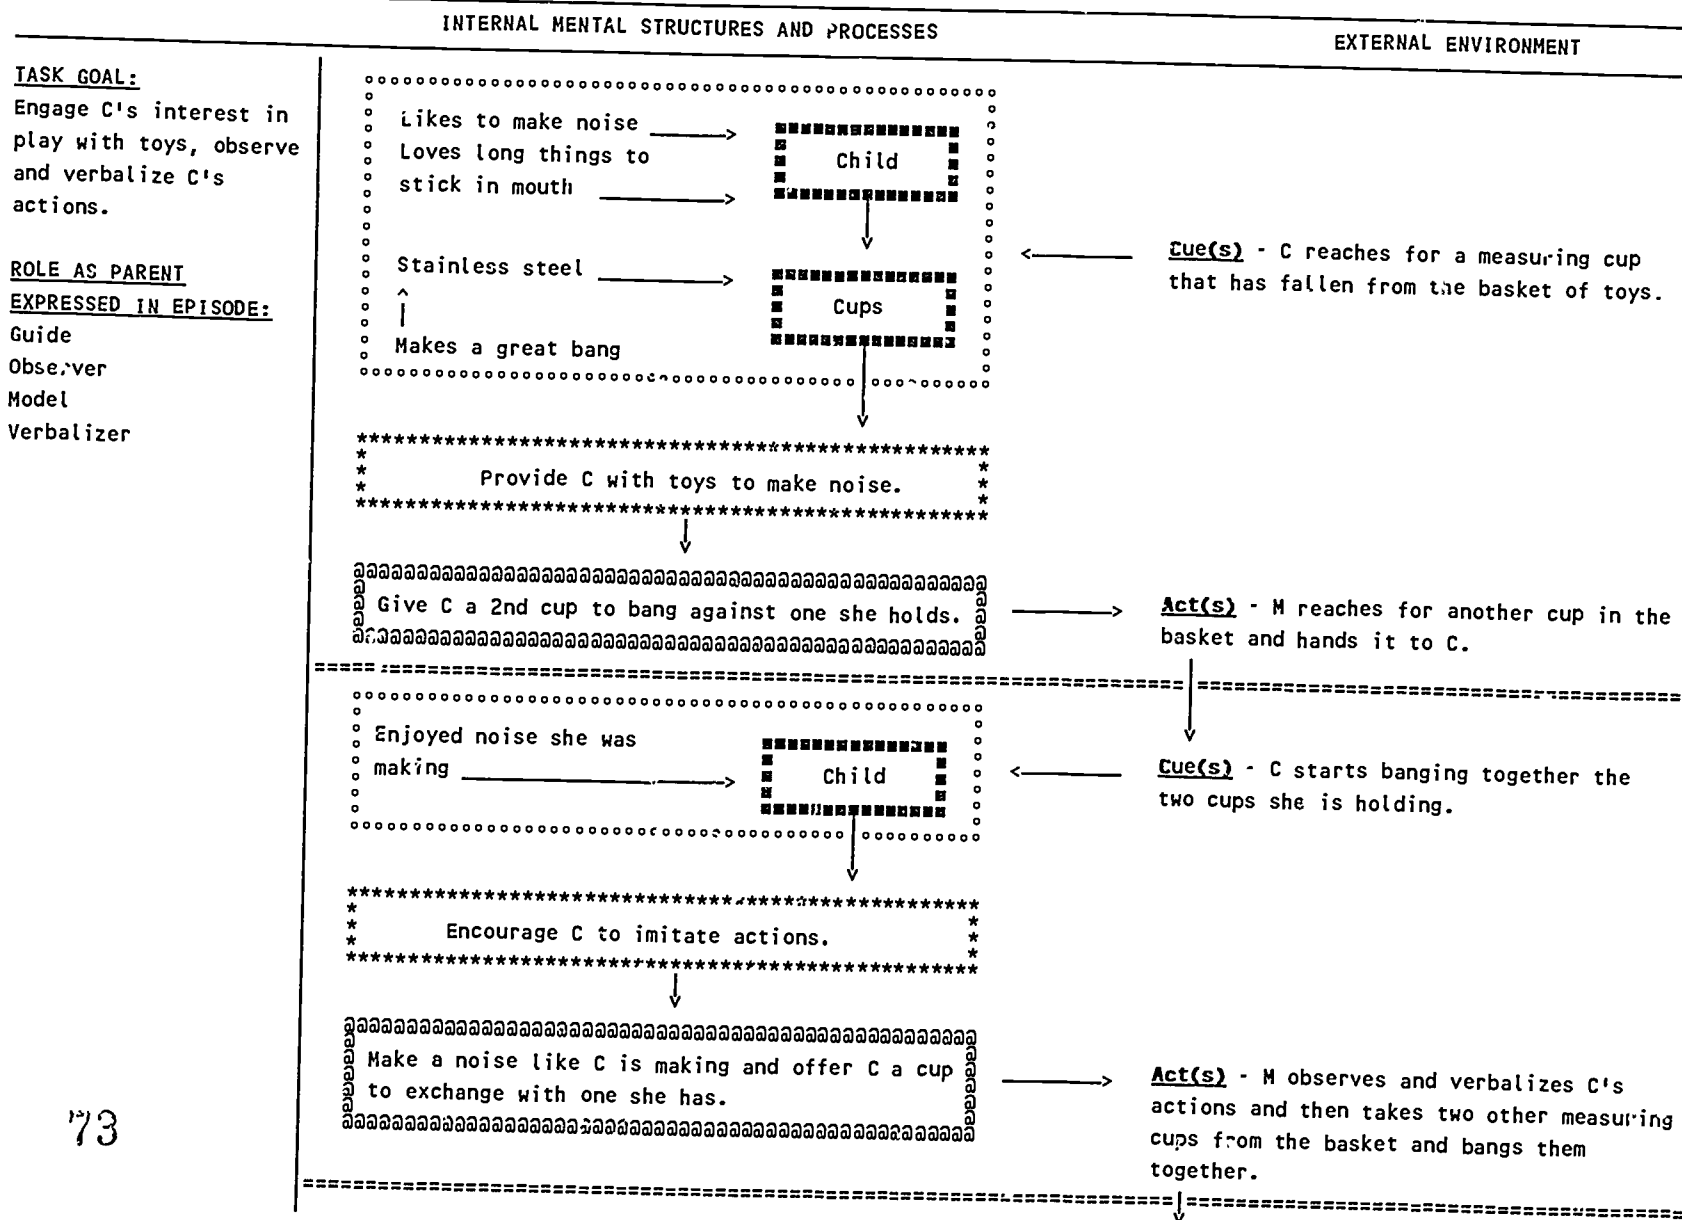 INTERNAL MENTAL STRUCTURES AND PROCESSES
EXTERNAL ENVIRONMENT
TASK GOAL:
Engage C's interest in
play with toys, observe
and verbalize C's
actions.
ROLE AS PARENT
EXPRESSED IN EPISODE:
Guide
Observer
Model
Verbalizer
Likes to make noise
Loves long things to
stick in mouth
Child
Stainless steel
Makes a great bang
Cups
Cue(s) - C reaches for a measuring cup
that has fallen from the basket of toys.
Provide C with toys to make noise.
Give C a 2nd cup to bang against one she holds.
Act(s) - M reaches for another cup in the
basket and hands it to C.
Enjoyed noise she was
making
Child
Cue(s) - C starts banging together the
two cups she is holding.
Encourage C to imitate actions.
Make a noise like C is making and offer C a cup
to exchange with one she has.
Act(s) - M observes and verbalizes C's
actions and then takes two other measuring
cups from the basket and bangs them
together.
73